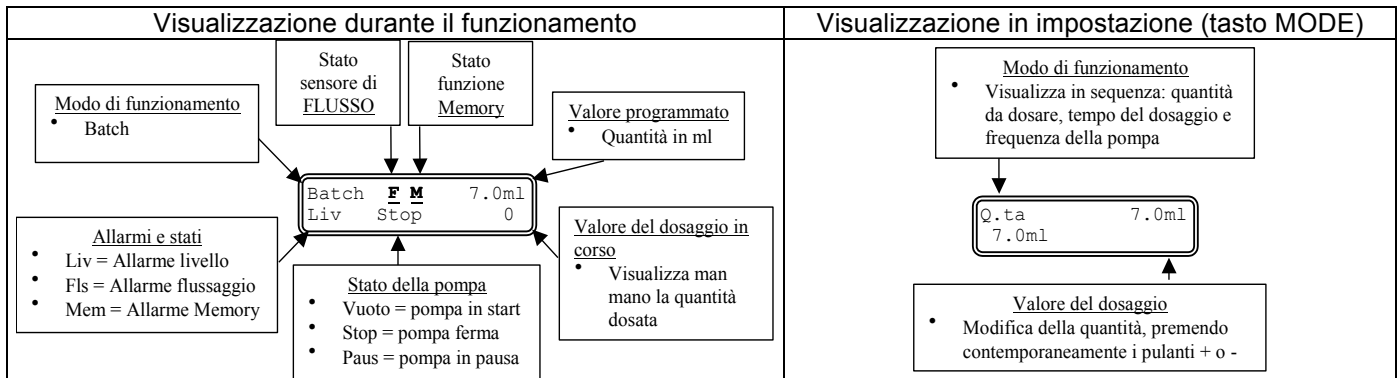 Visualizzazione durante il funzionamento
Stato
sensore di
FLUSSO
Stato
funzione
Memory
Modo di funzionamento
• Batch
Valore programmato
• Quantità in ml
Batch F M 7.0ml
Liv Stop 0
Allarmi e stati
• Liv = Allarme livello
• Fls = Allarme flussaggio
• Mem = Allarme Memory
Stato della pompa
• Vuoto = pompa in start
• Stop = pompa ferma
• Paus = pompa in pausa
Valore del dosaggio in
corso
• Visualizza man
mano la quantità
dosata
Visualizzazione in impostazione (tasto MODE)
Modo di funzionamento
• Visualizza in sequenza: quantità
da dosare, tempo del dosaggio e
frequenza della pompa
Q.ta 7.0ml
7.0ml
Valore del dosaggio
• Modifica della quantità, premendo
contemporaneamente i pulanti + o -